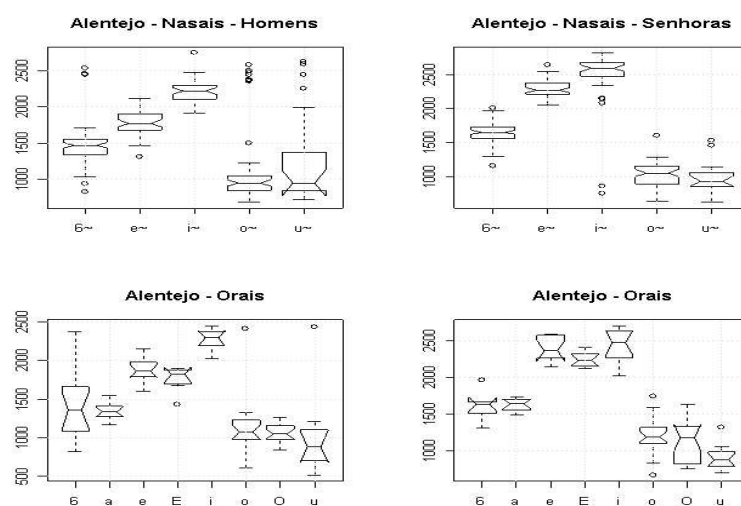 Alentejo - Nasais - Homens
2500
2000
1500
1000
6~ e~ i~ o~ u~
Alentejo - Nasais - Senhoras
2500
2000
1500
1000
6~ e~ i~ o~ u~
Alentejo - Orais
2500
2000
1500
1000
500
6 a e E i o O u
Alentejo - Orais
2500
2000
1500
1000
6 a e E i o O u